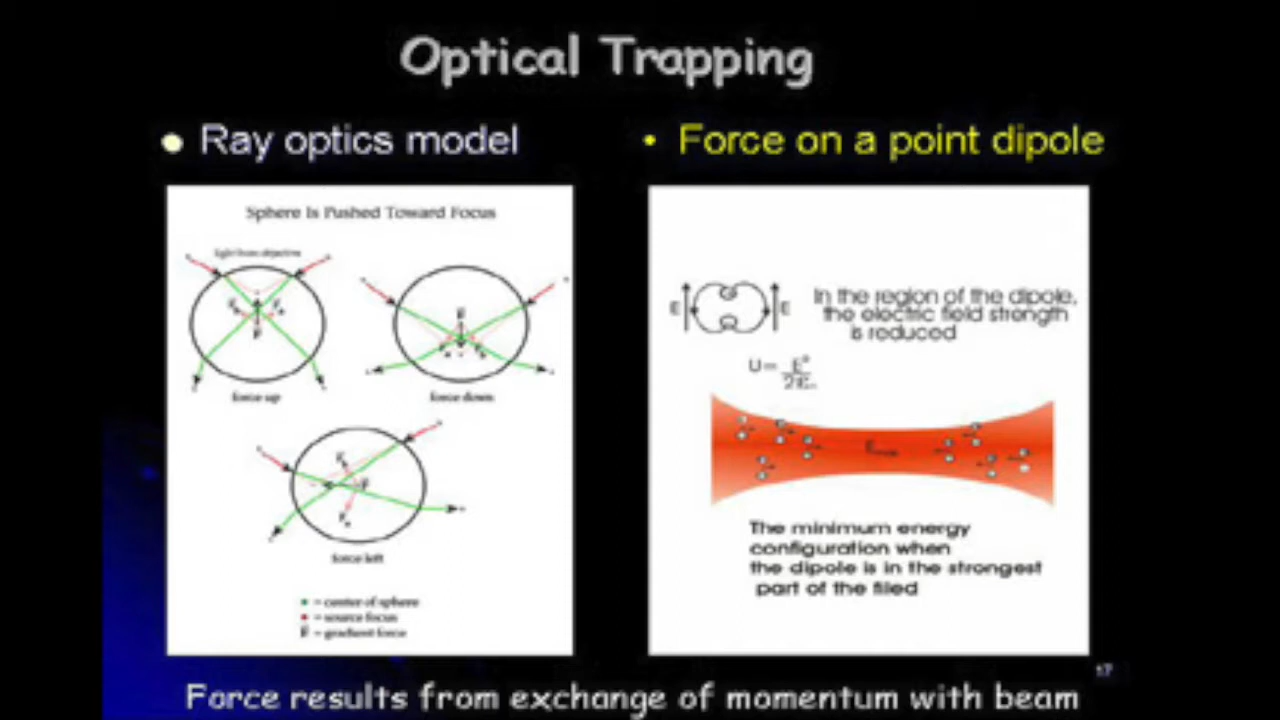 Optical Trapping
• Ray optics model
• Force on a point dipole
Sphere Is Pushed Toward Focus
light from objective
force up
force down
force left
= center of sphere
= source focus
F = gradient force
E
E
In the region of the dipole,
the electric field strength
is reduced
The minimum energy
configuration when
the dipole is in the strongest
part of the filed
17
Force results from exchange of momentum with beam